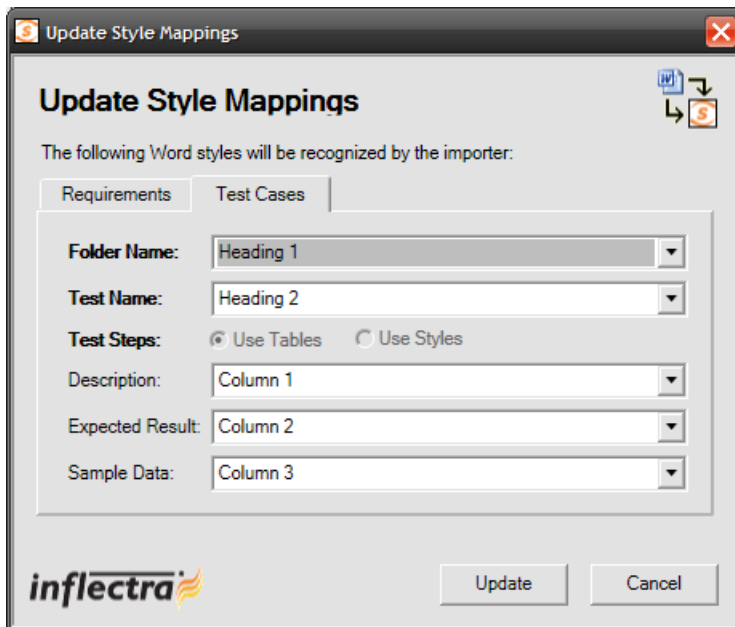 Update Style Mappings
Update Style Mappings
The following Word styles will be recognized by the importer:
Requirements Test Cases
Folder Name: Heading 1
Test Name: Heading 2
Test Steps: Use Tables Use Styles
Description: Column 1
Expected Result: Column 2
Sample Data: Column 3
inflectra Update Cancel